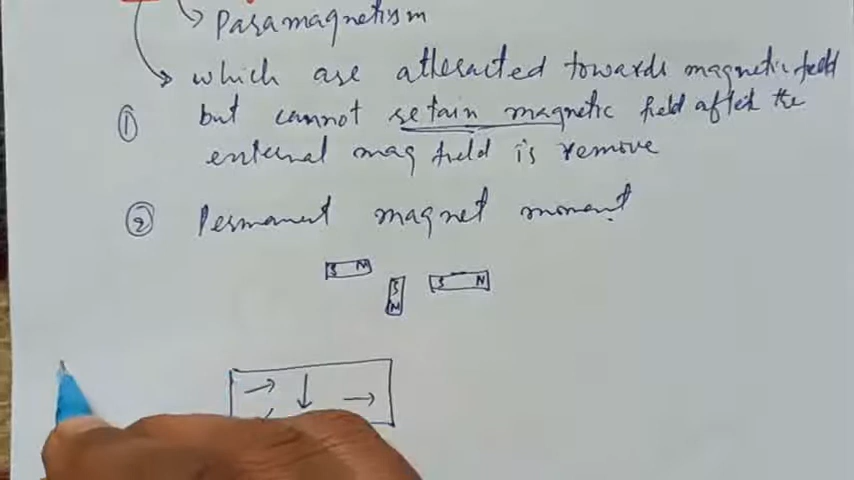 Paramagnetism
which are attracted towards magnetic field
① but cannot retain magnetic field after the
external mag field is remove
② Permanent magnet moment
S N
S N
S N